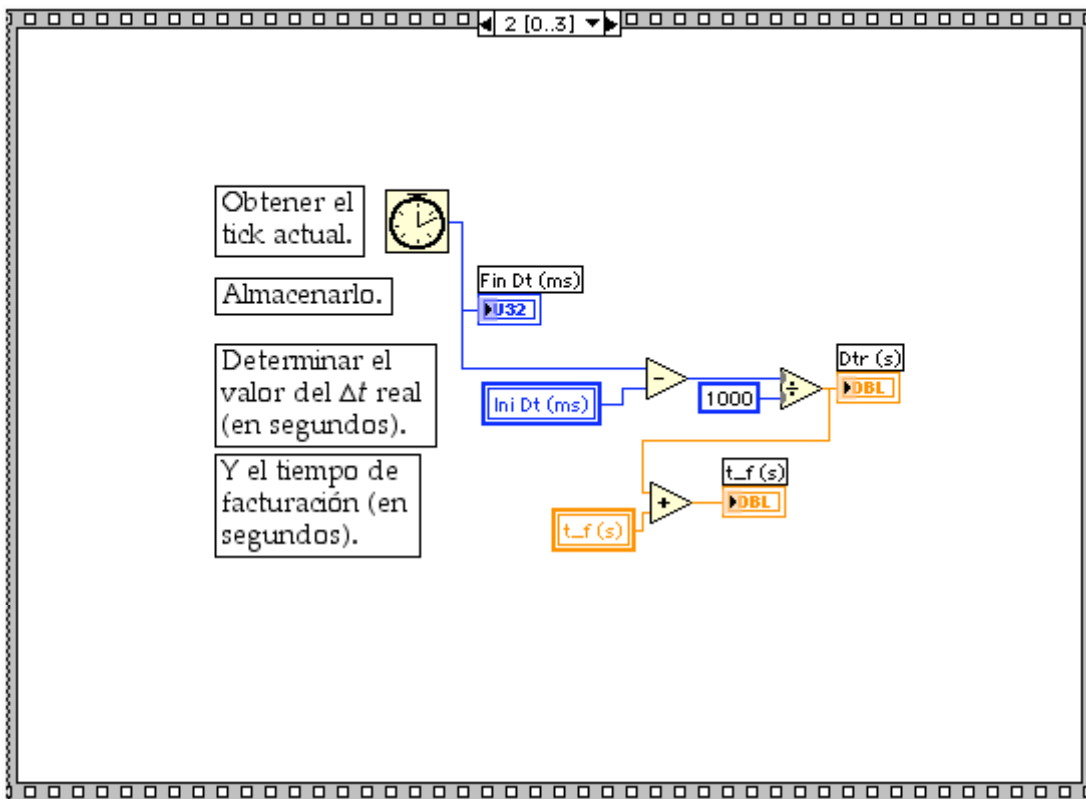 2 [0..3]
Obtener el
tick actual.
Almacenarlo.
Fin Dt (ms)
U32
Determinar el
valor del Δt real
(en segundos).
Ini Dt (ms)
-
1000
÷
Dtr (s)
DBL
Y el tiempo de
facturación (en
segundos).
t_f (s)
+
t_f (s)
DBL